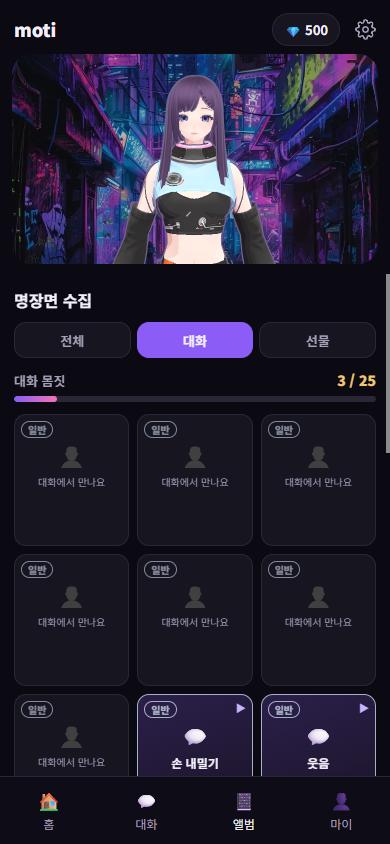 moti
500
명장면 수집
전체
대화
선물
대화 몸짓
3 / 25
일반
일반
일반
대화에서 만나요
대화에서 만나요
대화에서 만나요
일반
일반
일반
대화에서 만나요
대화에서 만나요
대화에서 만나요
일반
일반
일반
대화에서 만나요
손 내밀기
웃음
홈
대화
앨범
마이